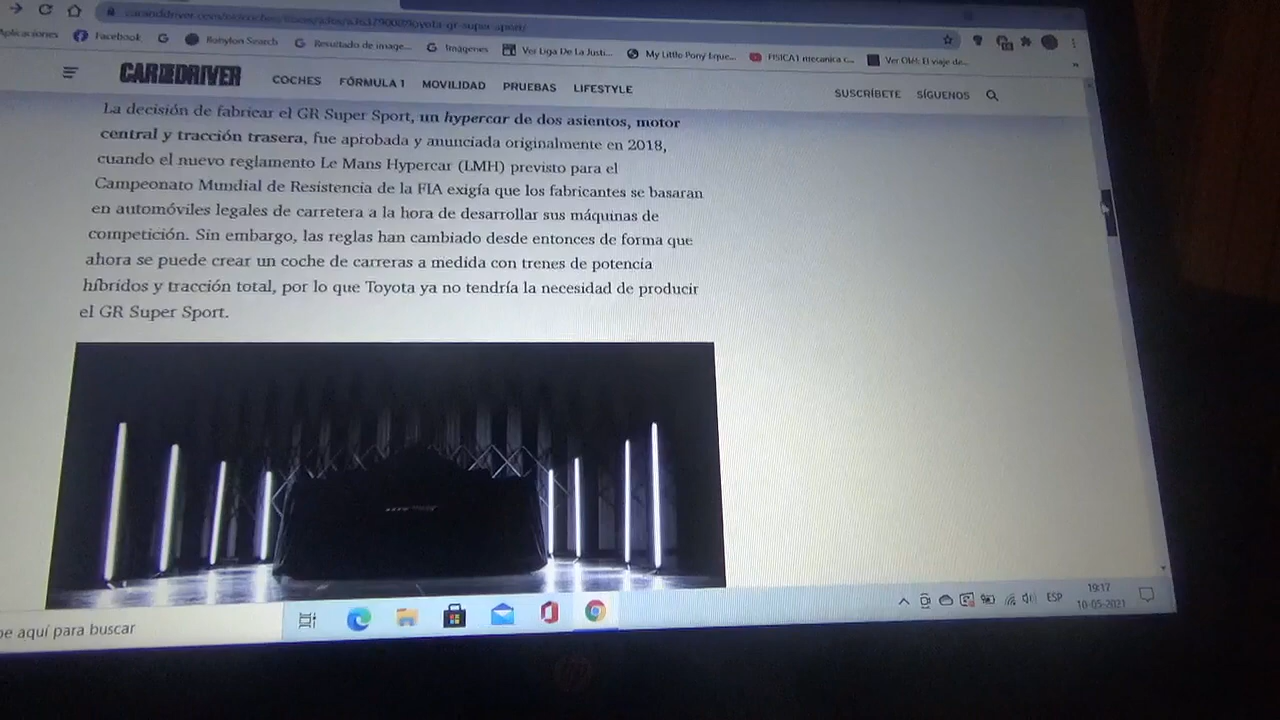 Aplicaciones Facebook Babylon Search Resultado de image... Imágenes Ver Liga De La Justi... My Little Pony Eque... FISICA1 mecanica c... Ver Olé: El viaje de...
CAR AND DRIVER COCHES FÓRMULA 1 MOVILIDAD PRUEBAS LIFESTYLE SUSCRÍBETE SÍGUENOS
La decisión de fabricar el GR Super Sport, un hypercar de dos asientos, motor
central y tracción trasera, fue aprobada y anunciada originalmente en 2018,
cuando el nuevo reglamento Le Mans Hypercar (LMH) previsto para el
Campeonato Mundial de Resistencia de la FIA exigía que los fabricantes se basaran
en automóviles legales de carretera a la hora de desarrollar sus máquinas de
competición. Sin embargo, las reglas han cambiado desde entonces de forma que
ahora se puede crear un coche de carreras a medida con trenes de potencia
híbridos y tracción total, por lo que Toyota ya no tendría la necesidad de producir
el GR Super Sport.
aquí para buscar
ESP
19:17
10-05-2021
hp